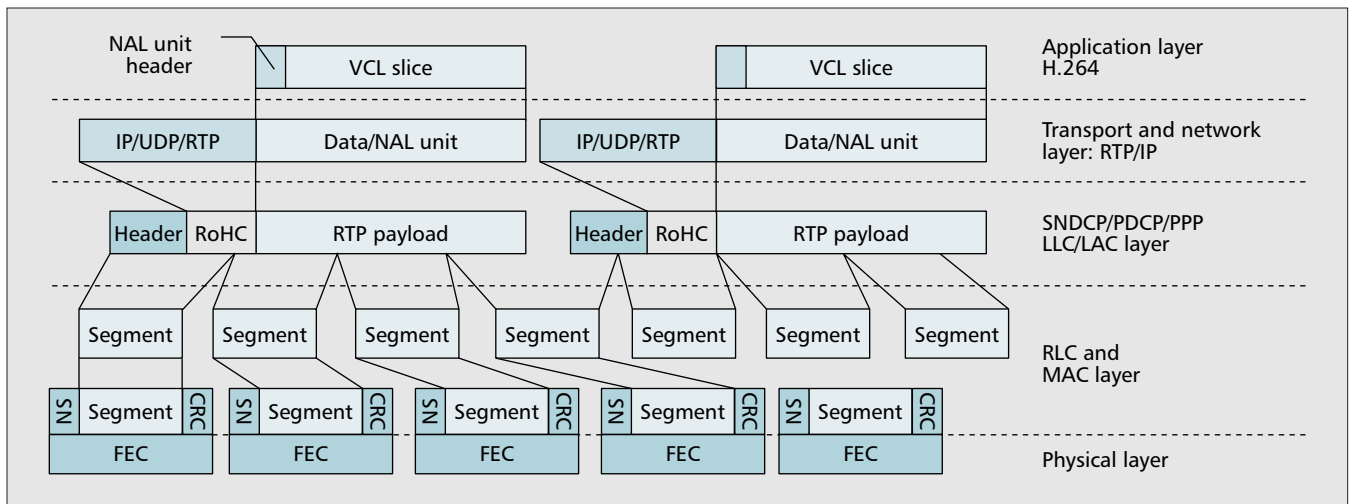 NAL unit
header
VCL slice
VCL slice
Application layer
H.264
IP/UDP/RTP
Data/NAL unit
IP/UDP/RTP
Data/NAL unit
Transport and network
layer: RTP/IP
Header
RoHC
RTP payload
Header
RoHC
RTP payload
SNDCP/PDCP/PPP
LLC/LAC layer
Segment
Segment
Segment
Segment
Segment
Segment
Segment
RLC and
MAC layer
SN
Segment
CRC
SN
Segment
CRC
SN
Segment
CRC
SN
Segment
CRC
SN
Segment
CRC
FEC
FEC
FEC
FEC
FEC
Physical layer